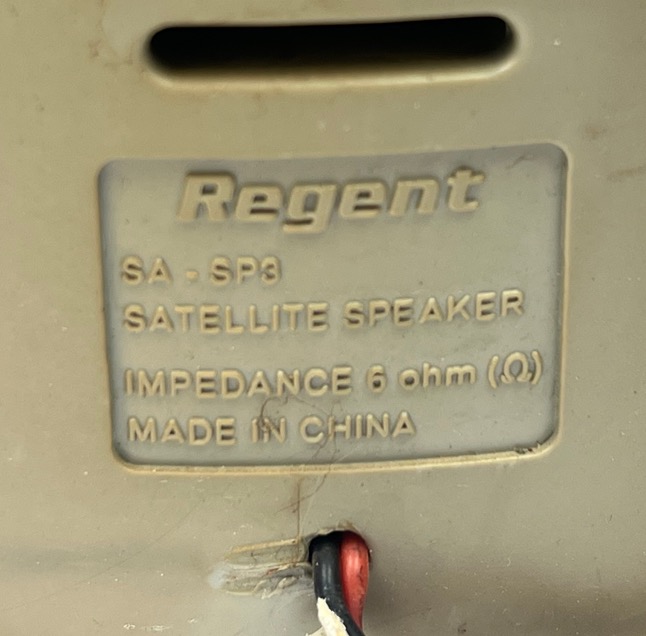 Regent
SA - SP3
SATELLITE SPEAKER
IMPEDANCE 6 ohm (Ω)
MADE IN CHINA